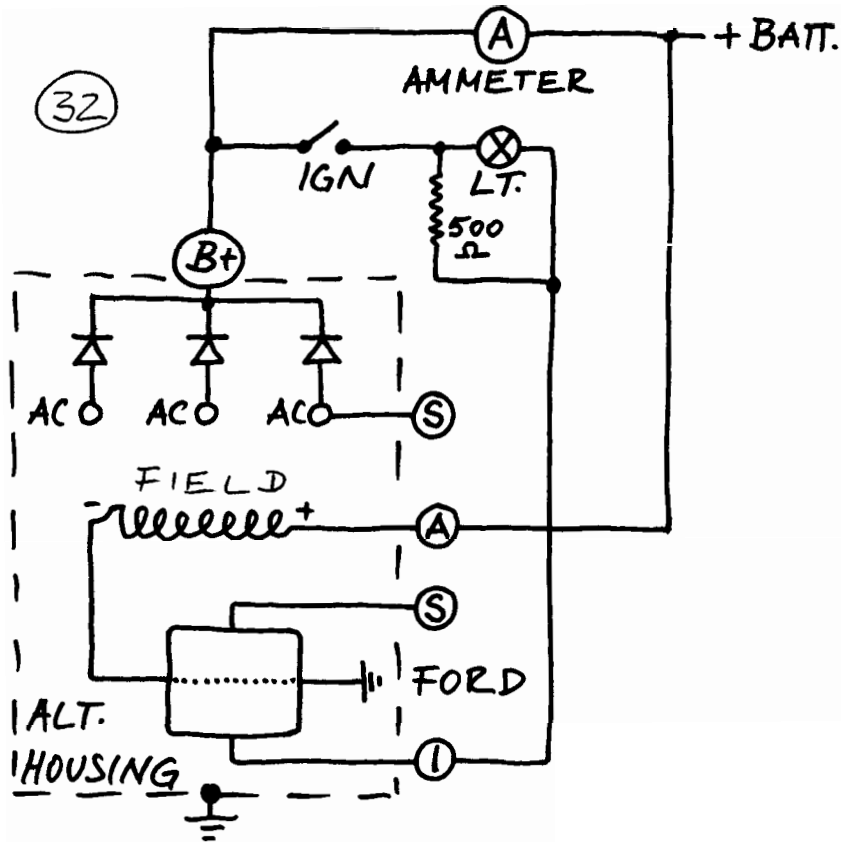 A
+ BATT.
AMMETER
32
IGN
LT.
500
Ω
B+
AC
AC
AC
S
FIELD
-
+
A
S
FORD
ALT.
HOUSING
I